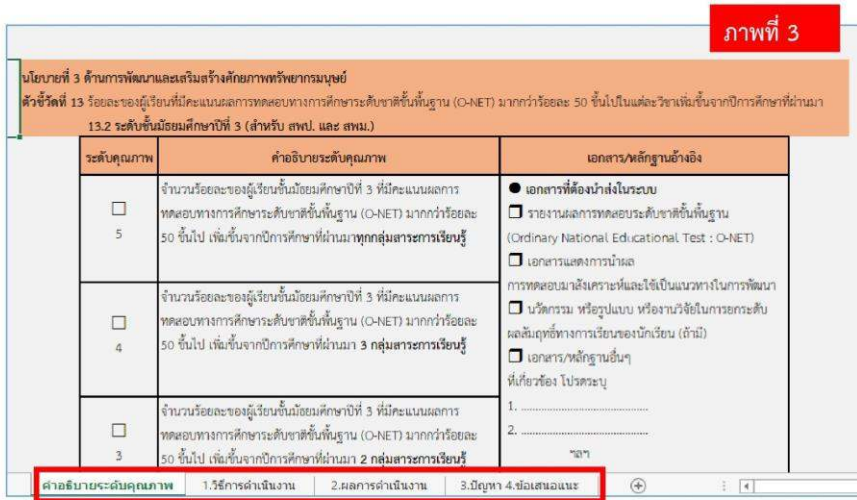 ภาพที่ 3
นโยบายที่ 3 ด้านการพัฒนาและเสริมสร้างศักยภาพทรัพยากรมนุษย์
ตัวชี้วัดที่ 13 ร้อยละของผู้เรียนที่มีคะแนนผลการทดสอบทางการศึกษาระดับชาติขั้นพื้นฐาน (O-NET) มากกว่าร้อยละ 50 ขึ้นไปในแต่ละวิชาเพิ่มขึ้นจากปีการศึกษาที่ผ่านมา
13.2 ระดับชั้นมัธยมศึกษาปีที่ 3 (สำหรับ สพป. และ สพม.)
ระดับคุณภาพ คำอธิบายระดับคุณภาพ เอกสาร/หลักฐานอ้างอิง
5
จำนวนร้อยละของผู้เรียนชั้นมัธยมศึกษาปีที่ 3 ที่มีคะแนนผลการ
ทดสอบทางการศึกษาระดับชาติขั้นพื้นฐาน (O-NET) มากกว่าร้อยละ
50 ขึ้นไป เพิ่มขึ้นจากปีการศึกษาที่ผ่านมาทุกกลุ่มสาระการเรียนรู้
4
จำนวนร้อยละของผู้เรียนชั้นมัธยมศึกษาปีที่ 3 ที่มีคะแนนผลการ
ทดสอบทางการศึกษาระดับชาติขั้นพื้นฐาน (O-NET) มากกว่าร้อยละ
50 ขึ้นไป เพิ่มขึ้นจากปีการศึกษาที่ผ่านมา 3 กลุ่มสาระการเรียนรู้
3
จำนวนร้อยละของผู้เรียนชั้นมัธยมศึกษาปีที่ 3 ที่มีคะแนนผลการ
ทดสอบทางการศึกษาระดับชาติขั้นพื้นฐาน (O-NET) มากกว่าร้อยละ
50 ขึ้นไป เพิ่มขึ้นจากปีการศึกษาที่ผ่านมา 2 กลุ่มสาระการเรียนรู้
● เอกสารที่ต้องนำส่งในระบบ
❒ รายงานผลการทดสอบระดับชาติขั้นพื้นฐาน
(Ordinary National Educational Test : O-NET)
❒ เอกสารแสดงการนำผล
การทดสอบมาสังเคราะห์และใช้เป็นแนวทางในการพัฒนา
❒ นวัตกรรม หรือรูปแบบ หรืองานวิจัยในการยกระดับ
ผลสัมฤทธิ์ทางการเรียนของนักเรียน (ถ้ามี)
❒ เอกสาร/หลักฐานอื่นๆ
ที่เกี่ยวข้อง โปรดระบุ
1. ..........................................
2. ..........................................
ฯลฯ
คำอธิบายระดับคุณภาพ 1.วิธีการดำเนินงาน 2.ผลการดำเนินงาน 3.ปัญหา 4.ข้อเสนอแนะ